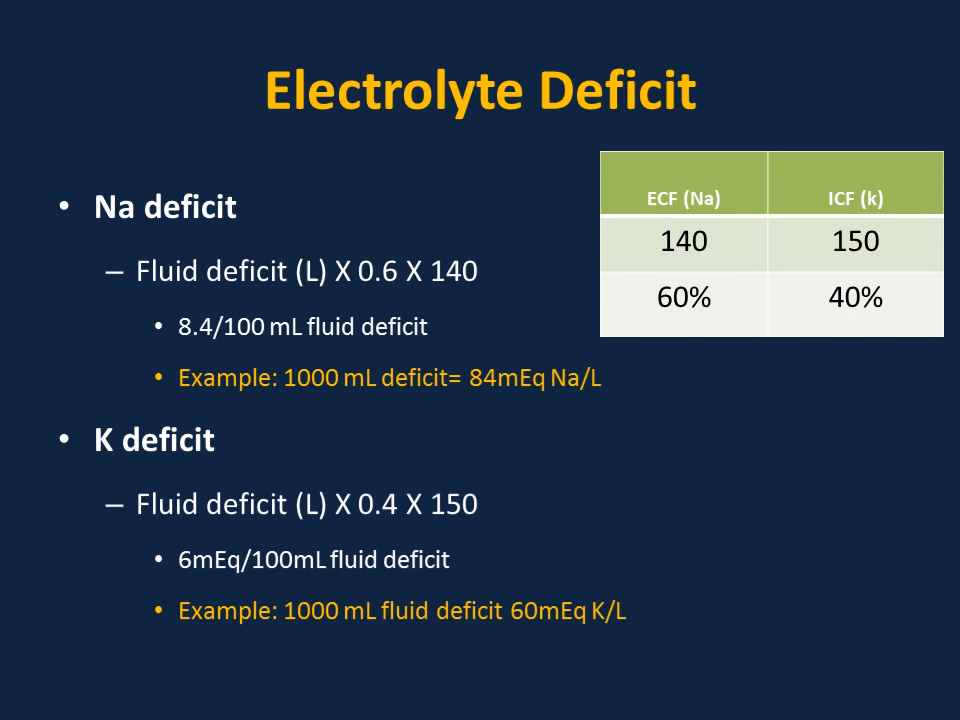 Electrolyte Deficit
• Na deficit
– Fluid deficit (L) X 0.6 X 140
• 8.4/100 mL fluid deficit
• Example: 1000 mL deficit= 84mEq Na/L
• K deficit
– Fluid deficit (L) X 0.4 X 150
• 6mEq/100mL fluid deficit
• Example: 1000 mL fluid deficit 60mEq K/L
ECF (Na) ICF (k)
140 150
60% 40%